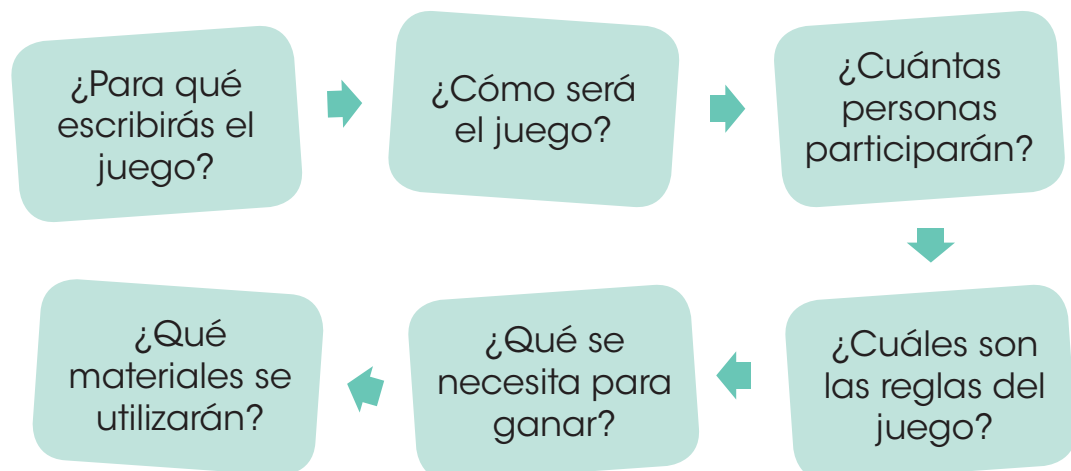 ¿Para qué
escribirás el
juego?
¿Cómo será
el juego?
¿Cuántas
personas
participarán?
¿Cuáles son
las reglas del
juego?
¿Qué se
necesita para
ganar?
¿Qué
materiales se
utilizarán?